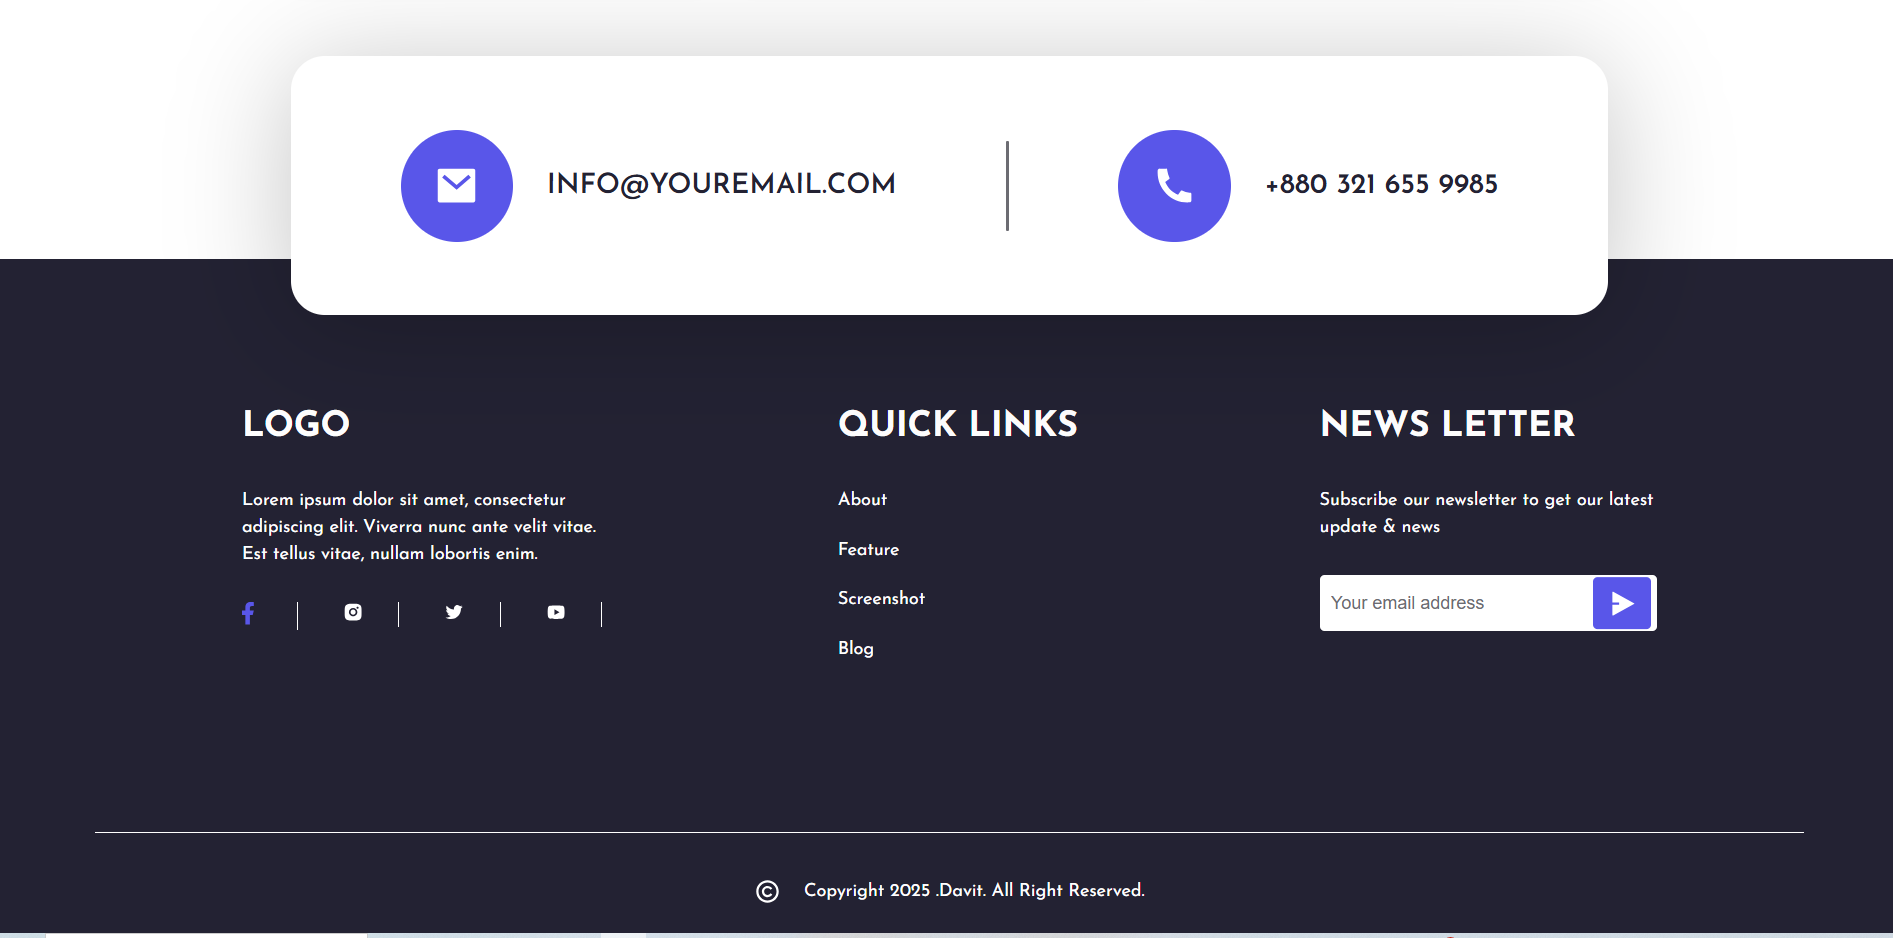 INFO@YOUREMAIL.COM
+880 321 655 9985
LOGO
Lorem ipsum dolor sit amet, consectetur
adipiscing elit. Viverra nunc ante velit vitae.
Est tellus vitae, nullam lobortis enim.
QUICK LINKS
About
Feature
Screenshot
Blog
NEWS LETTER
Subscribe our newsletter to get our latest
update & news
Your email address
© Copyright 2025 .Davit. All Right Reserved.